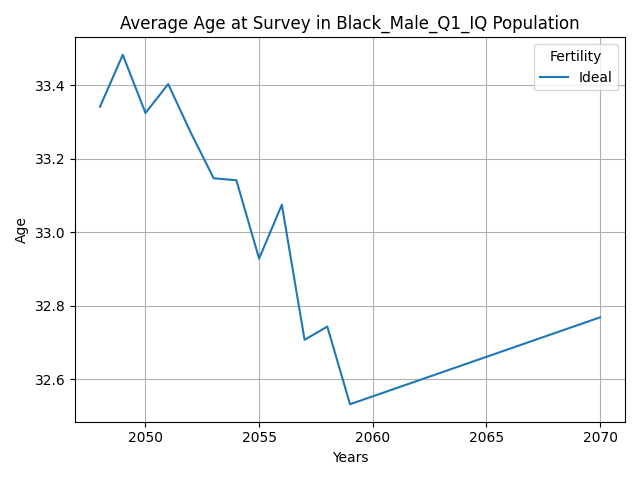 Average Age at Survey in Black_Male_Q1_IQ Population
Fertility
Ideal
33.4
33.2
33.0
32.8
32.6
Age
2050 2055 2060 2065 2070
Years